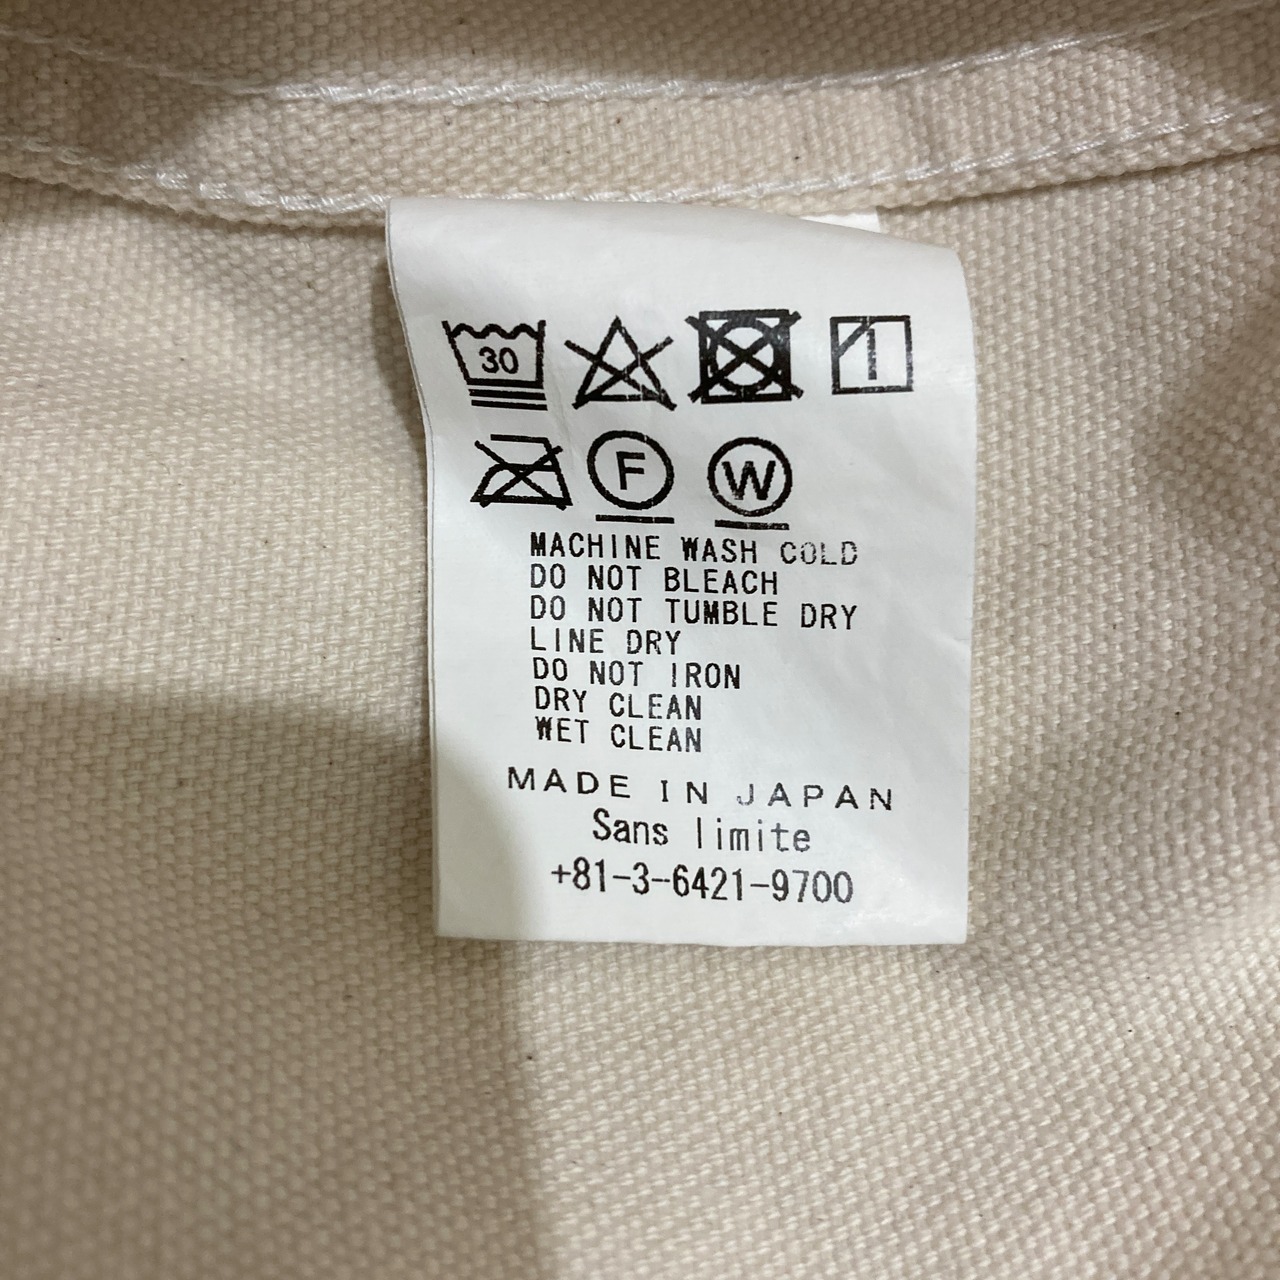 30
F W
MACHINE WASH COLD
DO NOT BLEACH
DO NOT TUMBLE DRY
LINE DRY
DO NOT IRON
DRY CLEAN
WET CLEAN
MADE IN JAPAN
Sans limite
+81-3-6421-9700